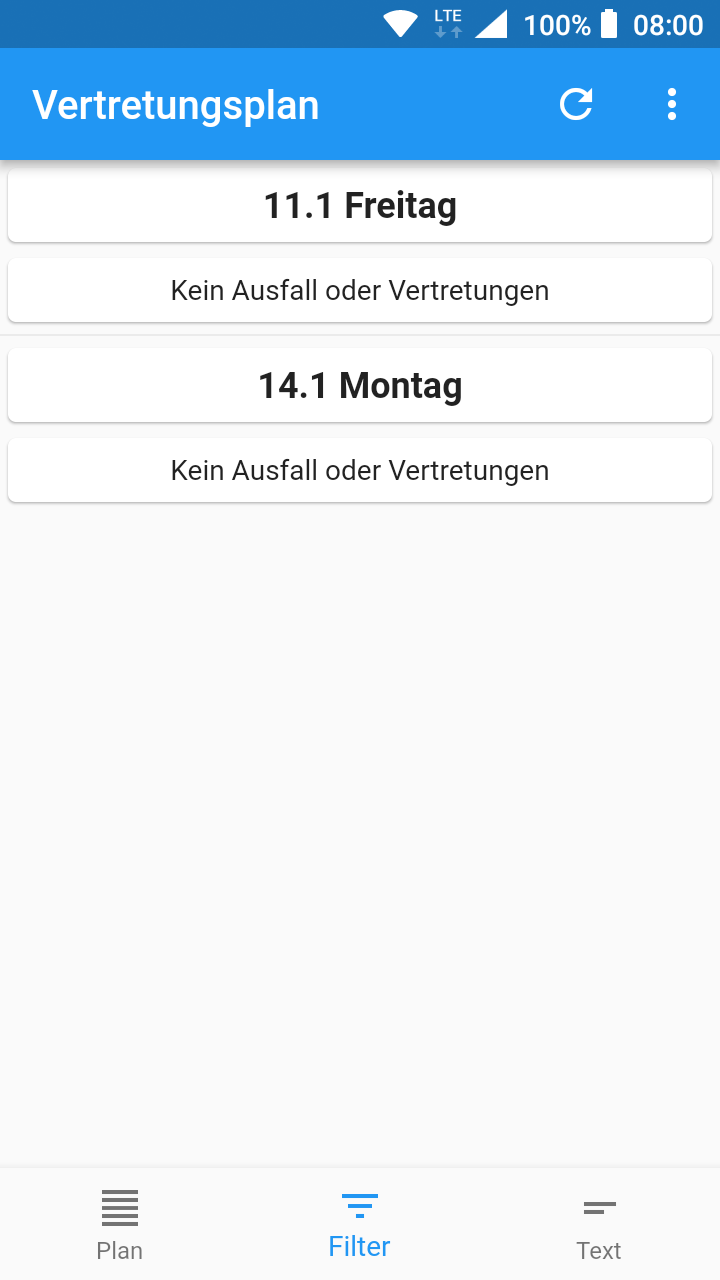 LTE 100% 08:00
Vertretungsplan
11.1 Freitag
Kein Ausfall oder Vertretungen
14.1 Montag
Kein Ausfall oder Vertretungen
Plan Filter Text